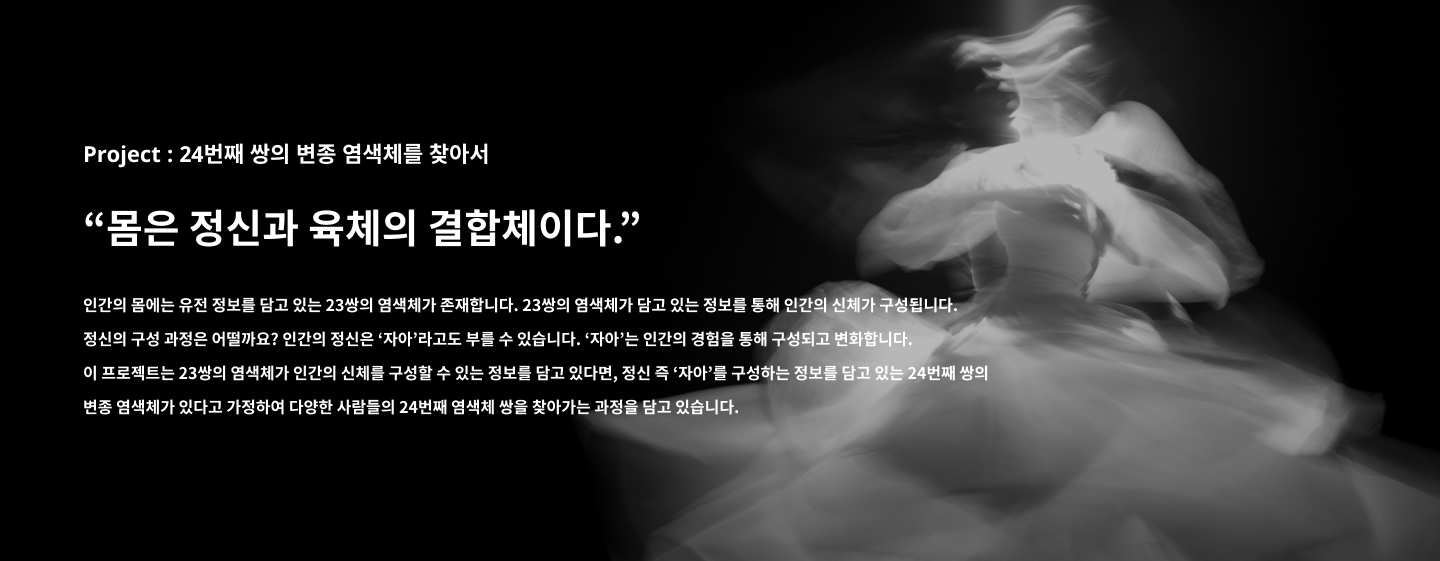 Project : 24번째 쌍의 변종 염색체를 찾아서
“몸은 정신과 육체의 결합체이다.”
인간의 몸에는 유전 정보를 담고 있는 23쌍의 염색체가 존재합니다. 23쌍의 염색체가 담고 있는 정보를 통해 인간의 신체가 구성됩니다.
정신의 구성 과정은 어떨까요? 인간의 정신은 ‘자아’라고도 부를 수 있습니다. ‘자아’는 인간의 경험을 통해 구성되고 변화합니다.
이 프로젝트는 23쌍의 염색체가 인간의 신체를 구성할 수 있는 정보를 담고 있다면, 정신 즉 ‘자아’를 구성하는 정보를 담고 있는 24번째 쌍의
변종 염색체가 있다고 가정하여 다양한 사람들의 24번째 염색체 쌍을 찾아가는 과정을 담고 있습니다.